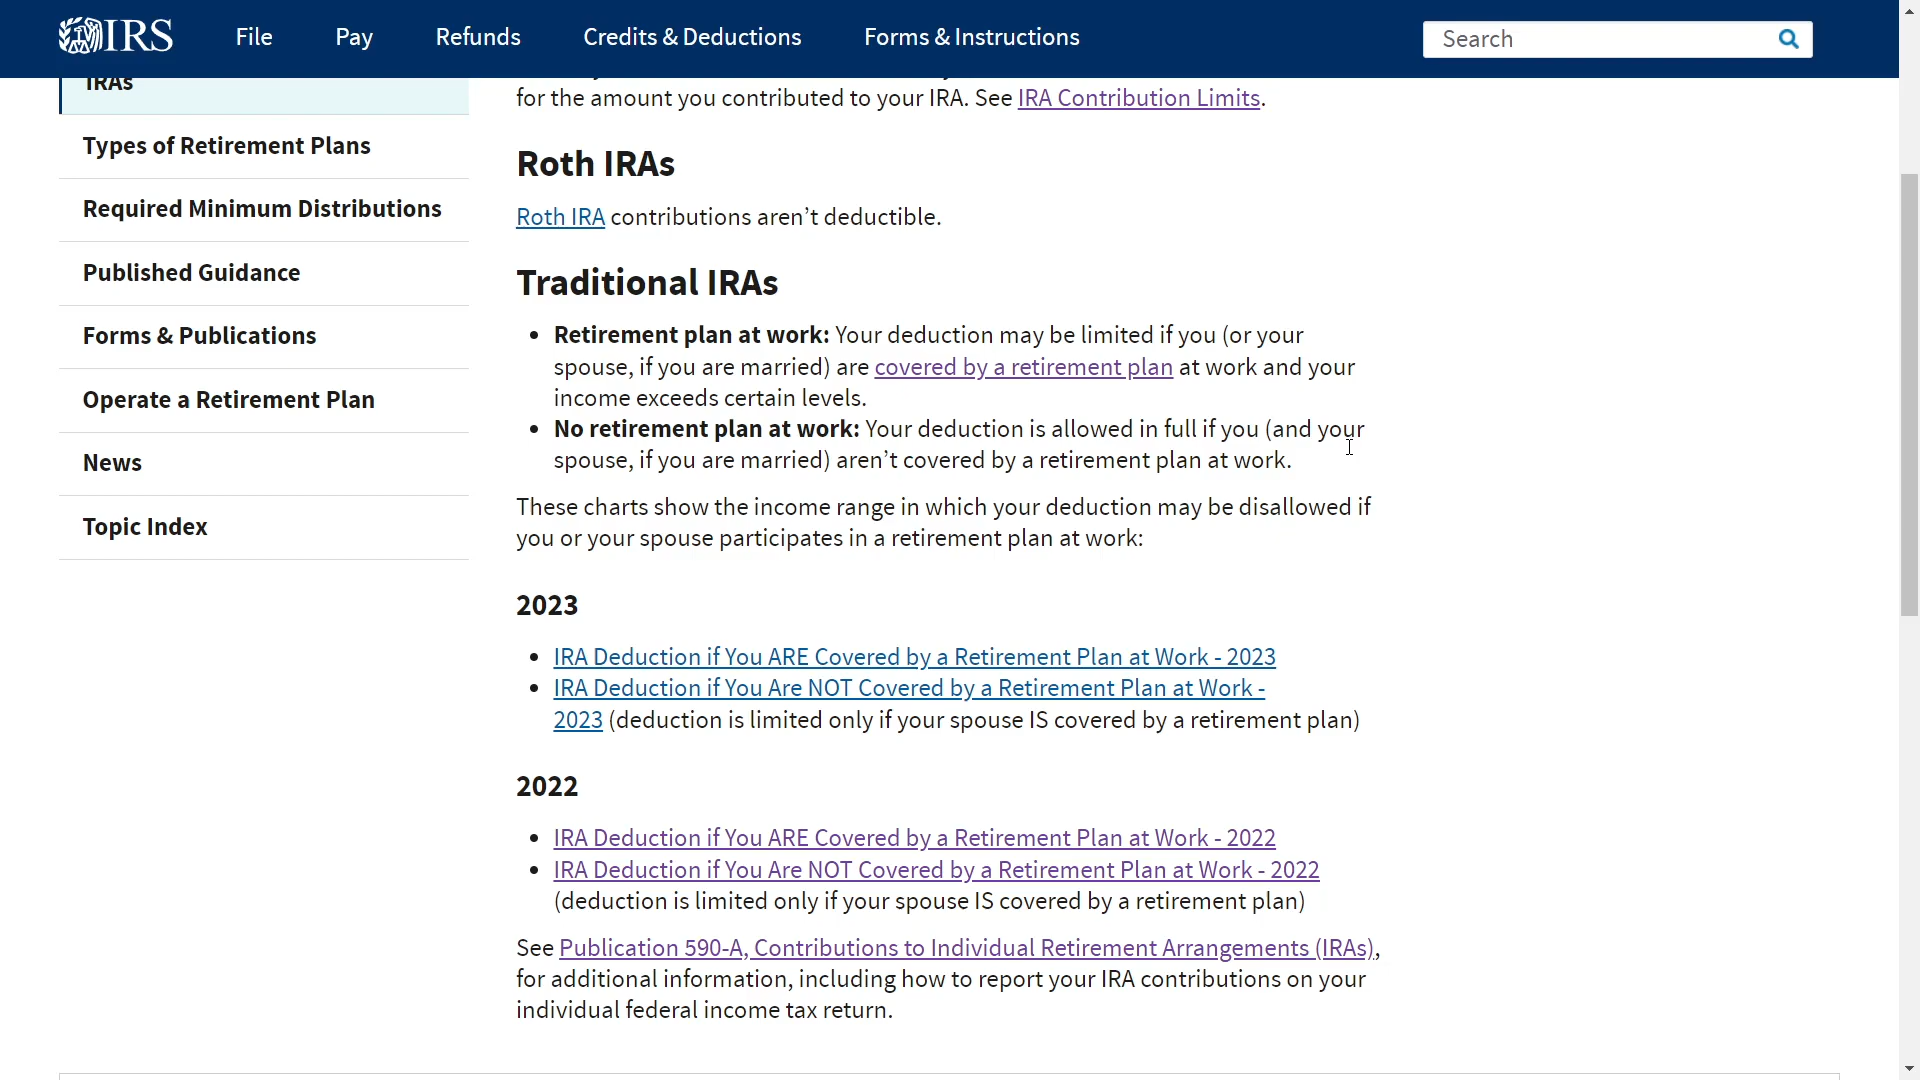 IRS
File
Pay
Refunds
Credits & Deductions
Forms & Instructions
Search
IRAs
Types of Retirement Plans
Required Minimum Distributions
Published Guidance
Forms & Publications
Operate a Retirement Plan
News
Topic Index
for the amount you contributed to your IRA. See IRA Contribution Limits.
Roth IRAs
Roth IRA contributions aren’t deductible.
Traditional IRAs
• Retirement plan at work: Your deduction may be limited if you (or your
spouse, if you are married) are covered by a retirement plan at work and your
income exceeds certain levels.
• No retirement plan at work: Your deduction is allowed in full if you (and your
spouse, if you are married) aren’t covered by a retirement plan at work.
These charts show the income range in which your deduction may be disallowed if
you or your spouse participates in a retirement plan at work:
2023
• IRA Deduction if You ARE Covered by a Retirement Plan at Work - 2023
• IRA Deduction if You Are NOT Covered by a Retirement Plan at Work -
2023 (deduction is limited only if your spouse IS covered by a retirement plan)
2022
• IRA Deduction if You ARE Covered by a Retirement Plan at Work - 2022
• IRA Deduction if You Are NOT Covered by a Retirement Plan at Work - 2022
(deduction is limited only if your spouse IS covered by a retirement plan)
See Publication 590-A, Contributions to Individual Retirement Arrangements (IRAs),
for additional information, including how to report your IRA contributions on your
individual federal income tax return.